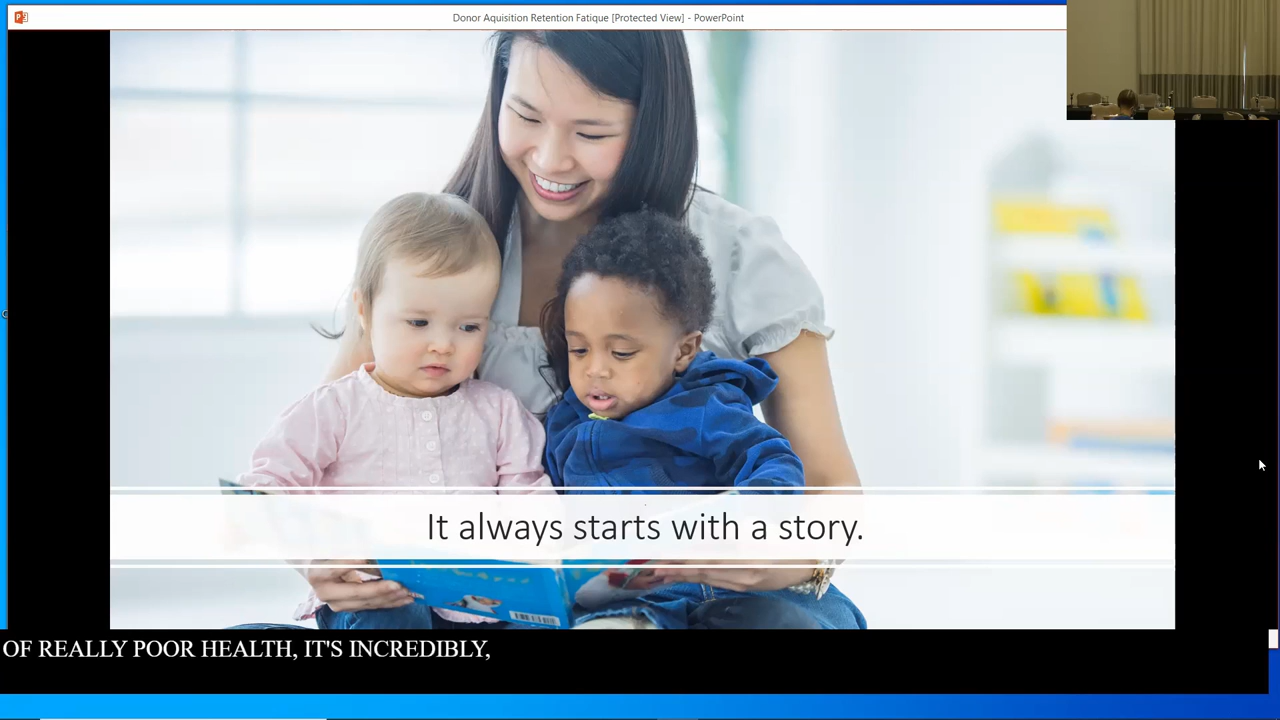 Donor Aquisition Retention Fatique [Protected View] - PowerPoint
It always starts with a story.
OF REALLY POOR HEALTH, IT'S INCREDIBLY,